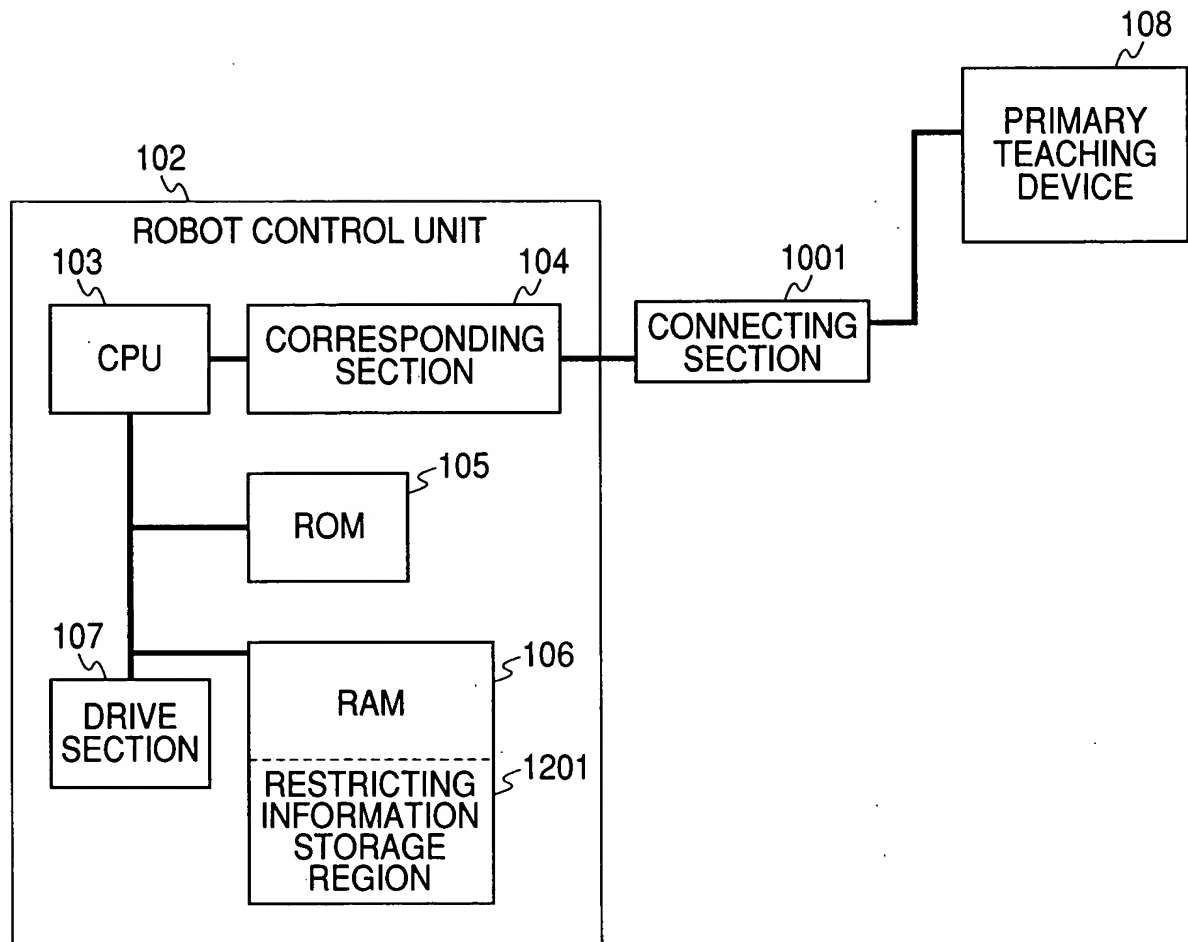 108
PRIMARY
TEACHING
DEVICE
102
ROBOT CONTROL UNIT
103
CPU
104
CORRESPONDING
SECTION
1001
CONNECTING
SECTION
105
ROM
107
DRIVE
SECTION
106
RAM
1201
RESTRICTING
INFORMATION
STORAGE
REGION